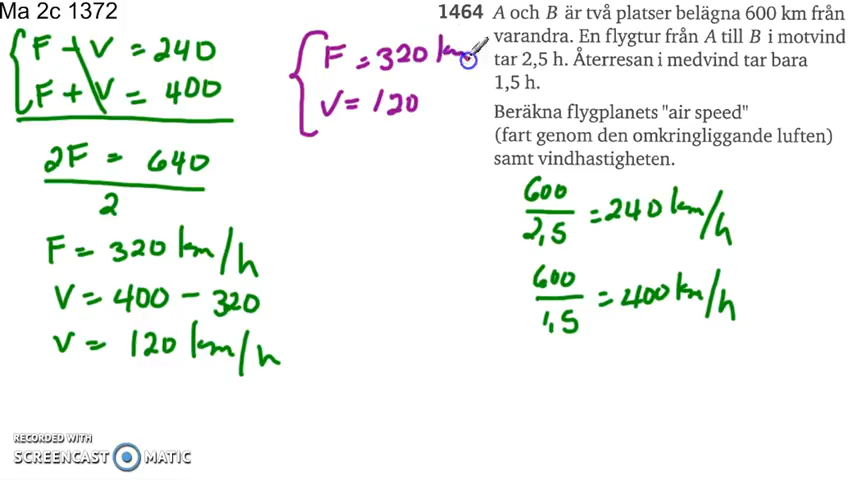 Ma 2c 1372
F - V = 240
F + V = 400
2F = 640
2
F = 320 km/h
V = 400 - 320
V = 120 km/h
F = 320 km
V = 120
1464 A och B är två platser belägna 600 km från
varandra. En flygtur från A till B i motvind
tar 2,5 h. Återresan i medvind tar bara
1,5 h.
Beräkna flygplanets "air speed"
(fart genom den omkringliggande luften)
samt vindhastigheten.
600
2,5 = 240 km/h
600
1,5 = 400 km/h
RECORDED WITH
SCREENCAST MATIC